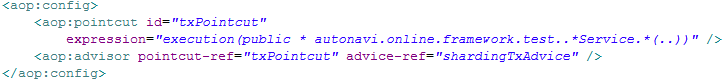 <aop:config>
<aop:pointcut id="txPointcut"
expression="execution(public * autonavi.online.framework.test..*Service.*(..))" />
<aop:advisor pointcut-ref="txPointcut" advice-ref="shardingTxAdvice" />
</aop:config>